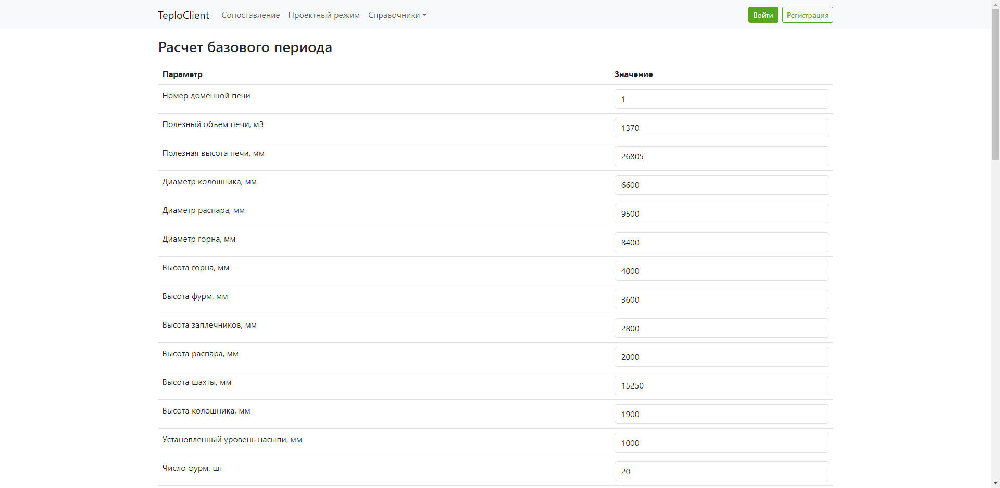 TeploClient Сопоставление Проектный режим Справочники Войти Регистрация
Расчет базового периода
Параметр Значение
Номер доменной печи 1
Полезный объем печи, м3 1370
Полезная высота печи, мм 26805
Диаметр колошника, мм 6600
Диаметр распара, мм 9500
Диаметр горна, мм 8400
Высота горна, мм 4000
Высота фурм, мм 3600
Высота заплечников, мм 2800
Высота распара, мм 2000
Высота шахты, мм 15250
Высота колошника, мм 1900
Установленный уровень насыпи, мм 1000
Число фурм, шт 20